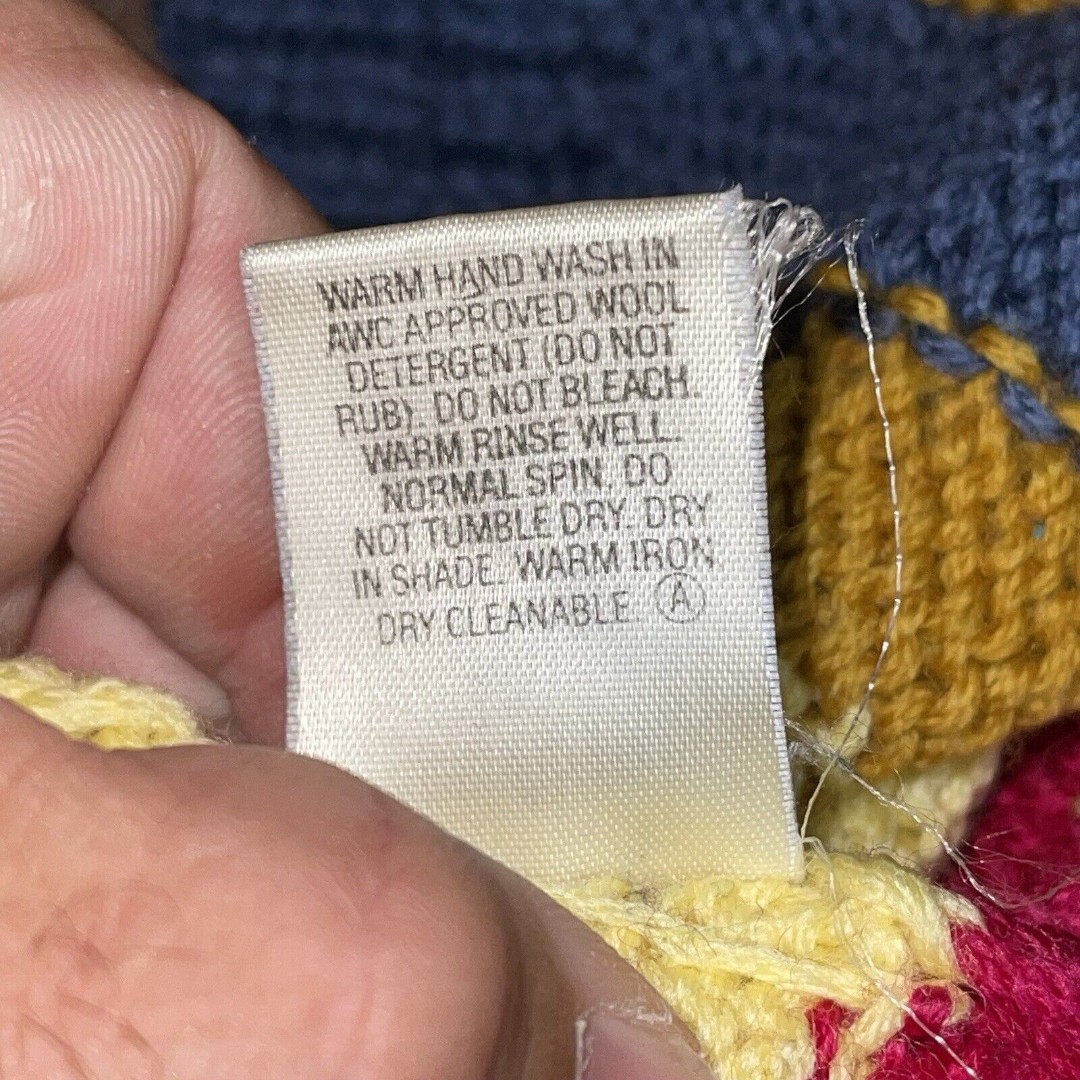 WARM HAND WASH IN
AWC APPROVED WOOL
DETERGENT (DO NOT
RUB). DO NOT BLEACH.
WARM RINSE WELL.
NORMAL SPIN. DO
NOT TUMBLE DRY. DRY
IN SHADE. WARM IRON.
DRY CLEANABLE. Ⓐ